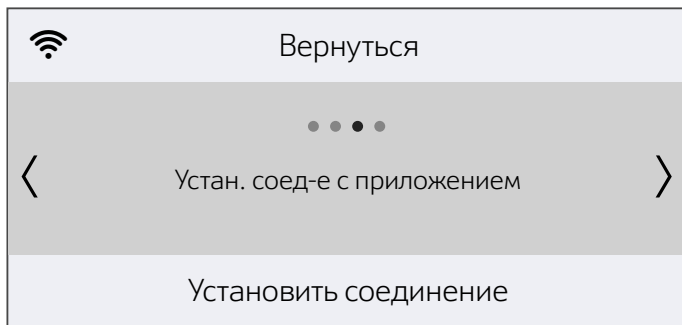 Вернуться
Устан. соед-е с приложением
Установить соединение